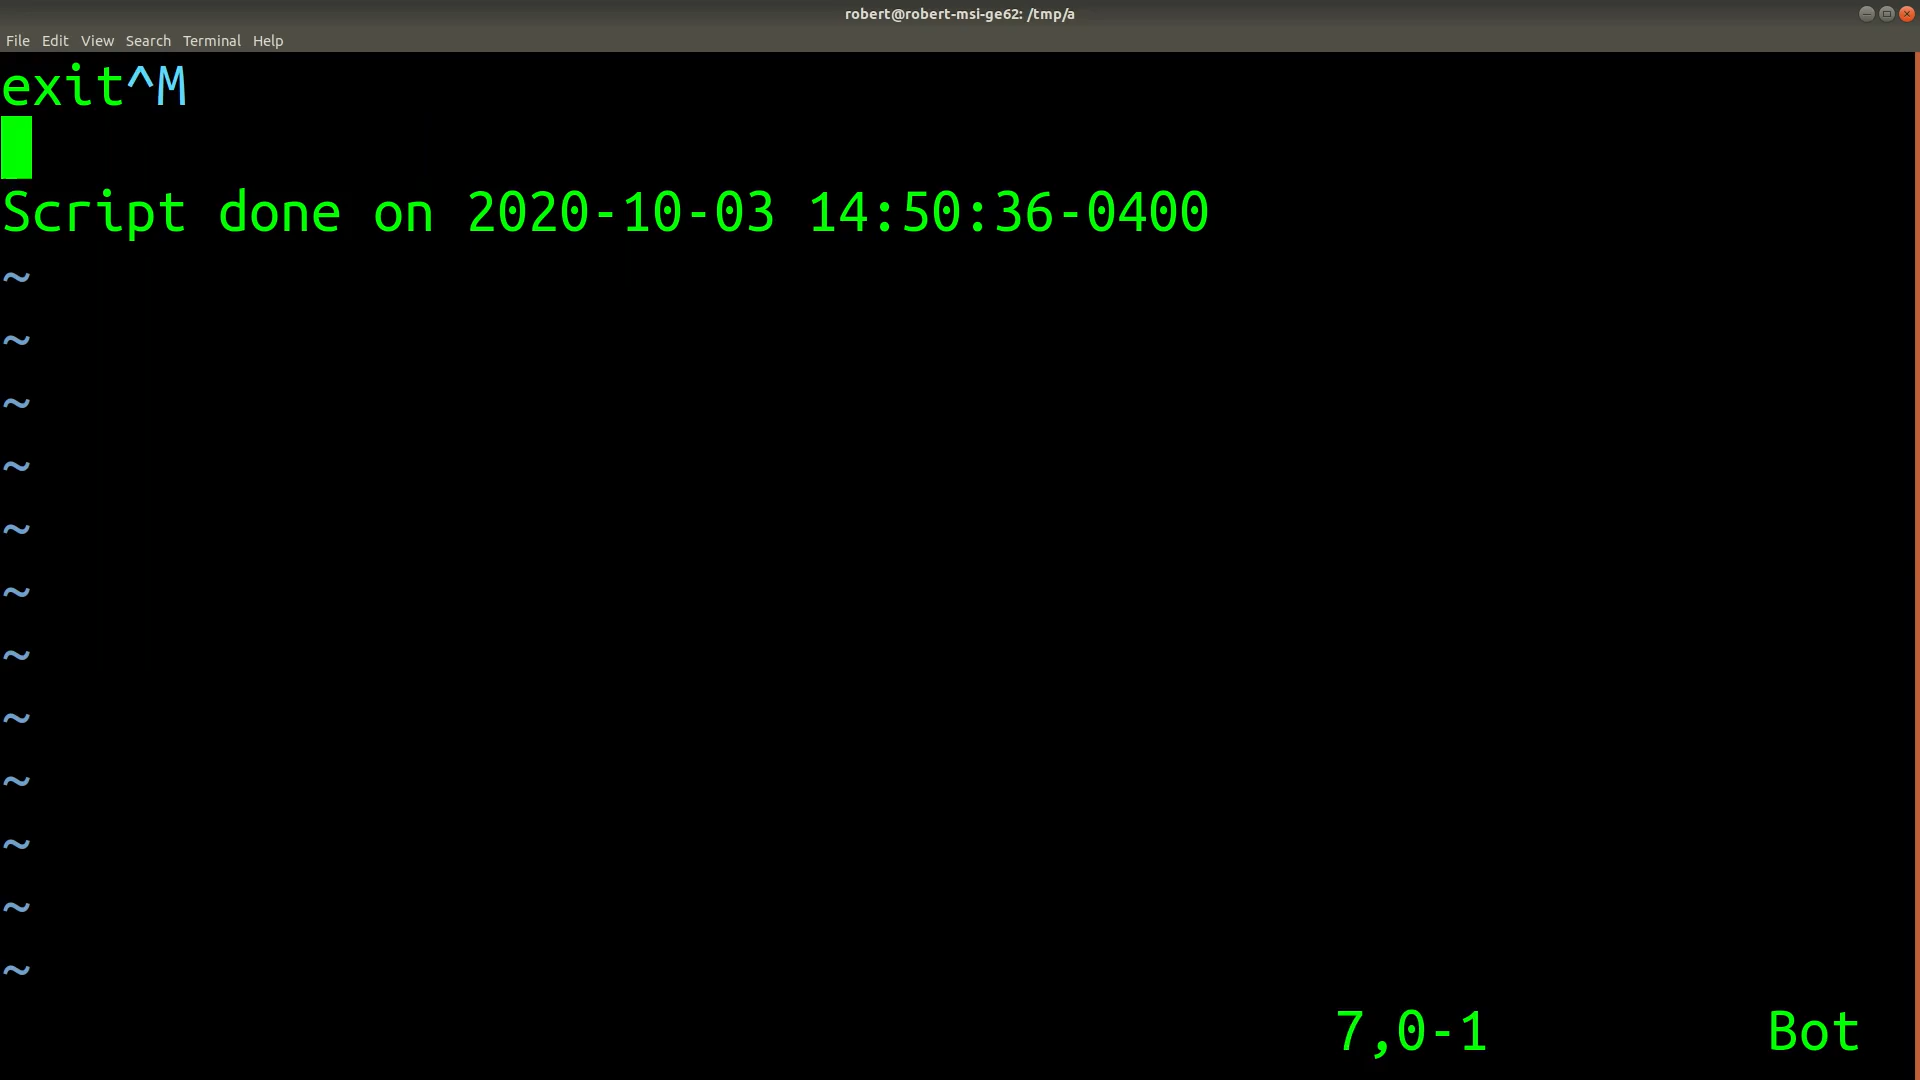 robert@robert-msi-ge62: /tmp/a
File Edit View Search Terminal Help
exit^M
Script done on 2020-10-03 14:50:36-0400
~
~
~
~
~
~
~
~
~
~
~
~
7,0-1 Bot